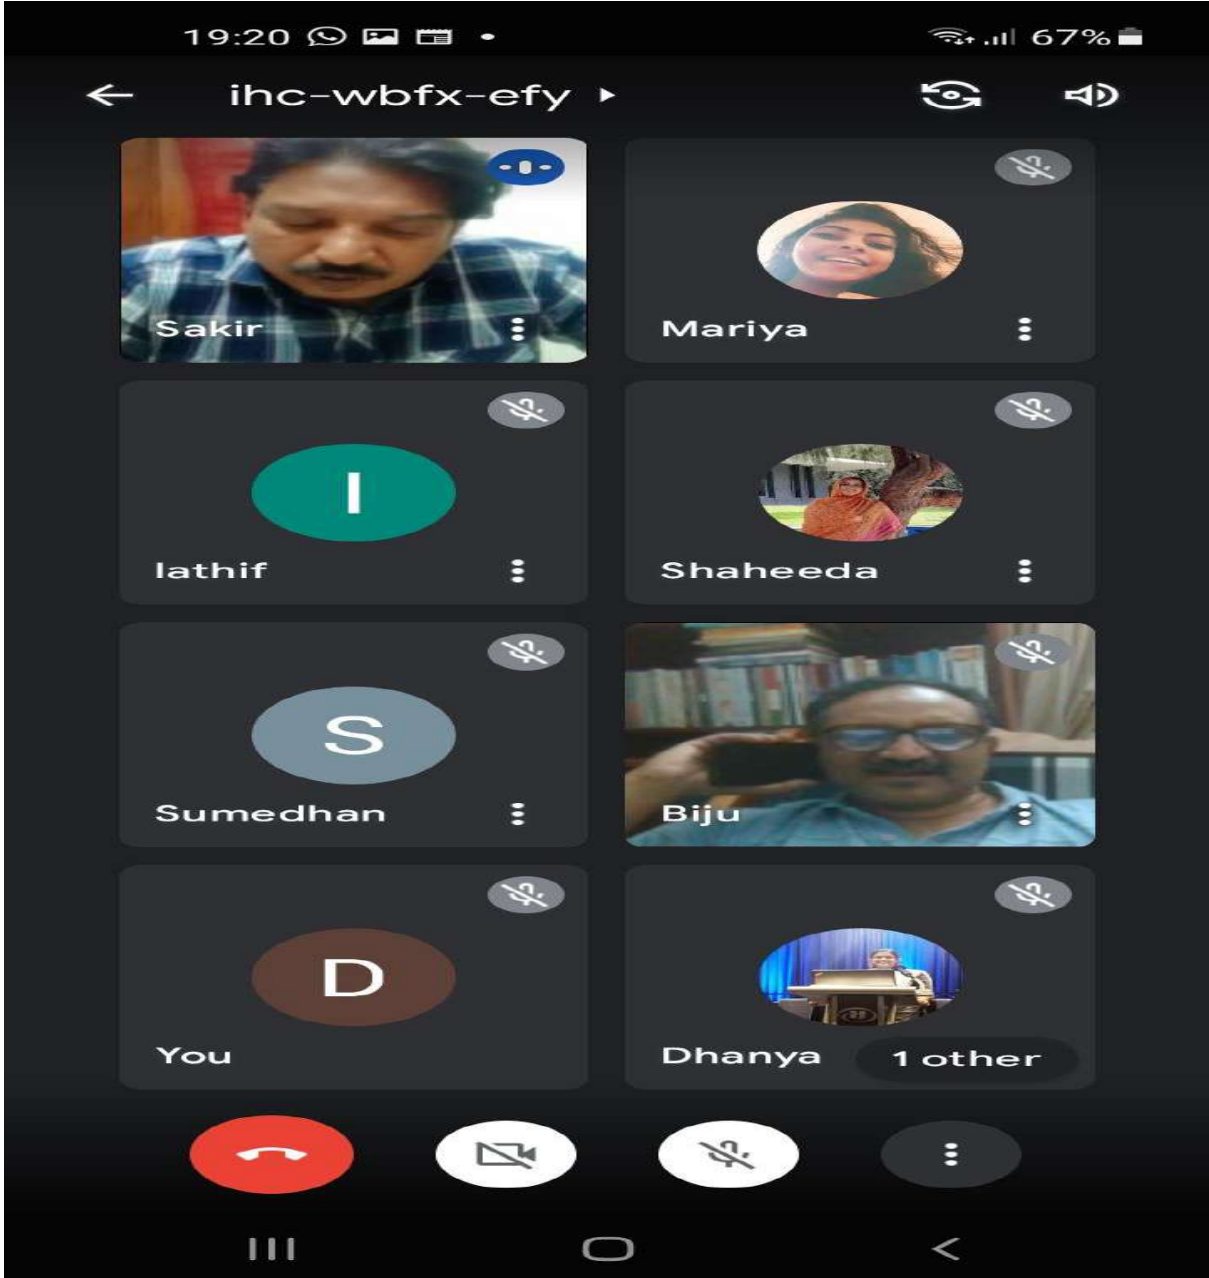 19:20 67%
ihc-wbfx-efy
Sakir
Mariya
l
lathif
Shaheeda
S
Sumedhan
Biju
D
You
Dhanya 1 other